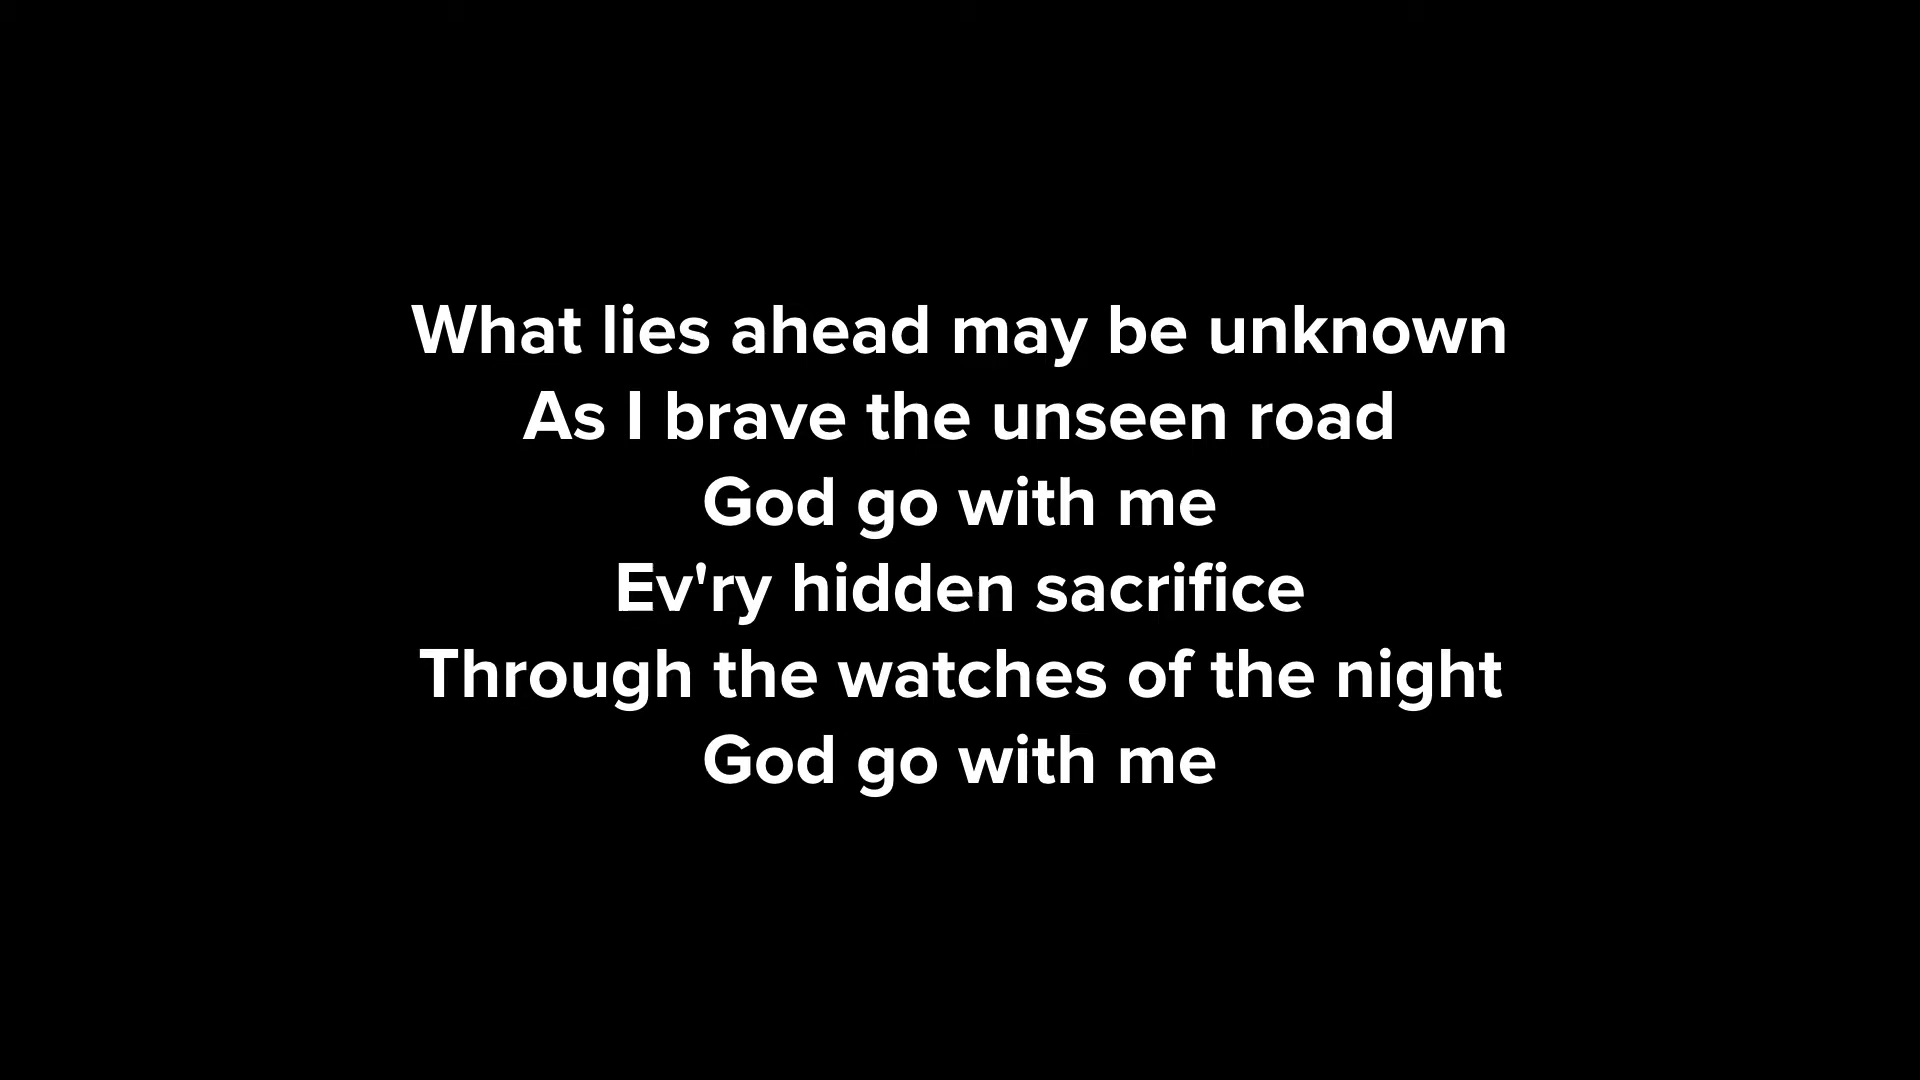 What lies ahead may be unknown
As I brave the unseen road
God go with me
Ev'ry hidden sacrifice
Through the watches of the night
God go with me